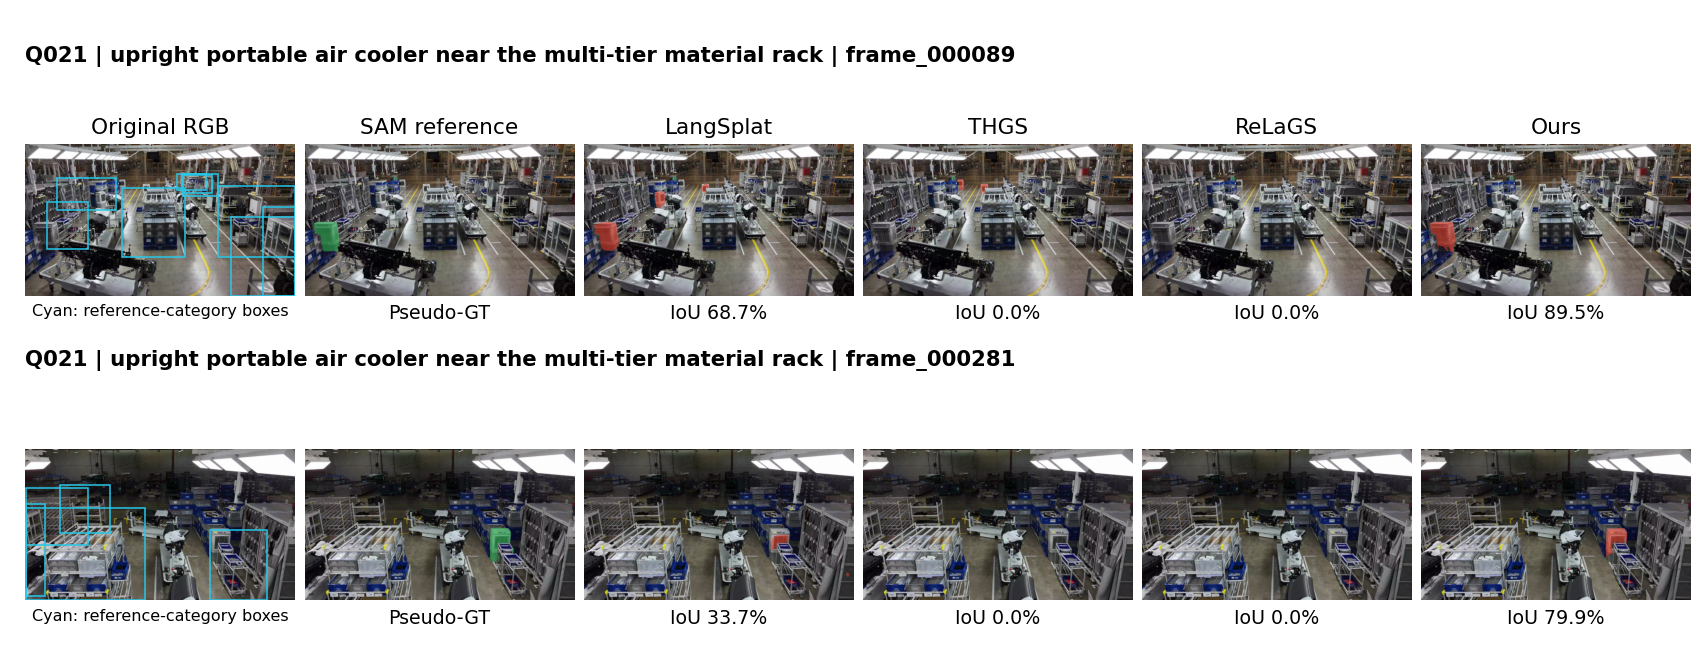 Q021 | upright portable air cooler near the multi-tier material rack | frame_000089
Original RGB SAM reference LangSplat THGS ReLaGS Ours
Cyan: reference-category boxes Pseudo-GT IoU 68.7% IoU 0.0% IoU 0.0% IoU 89.5%
Q021 | upright portable air cooler near the multi-tier material rack | frame_000281
Cyan: reference-category boxes Pseudo-GT IoU 33.7% IoU 0.0% IoU 0.0% IoU 79.9%